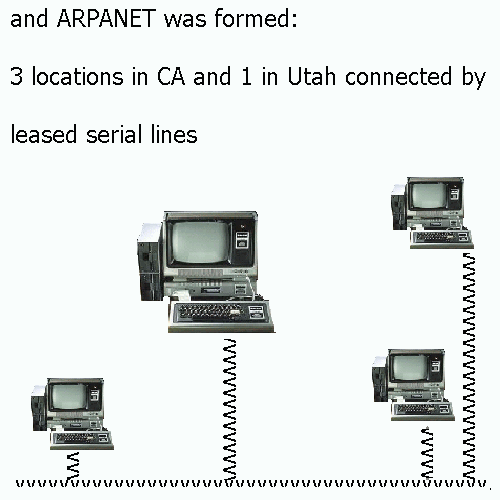 and ARPANET was formed:
3 locations in CA and 1 in Utah connected by
leased serial lines